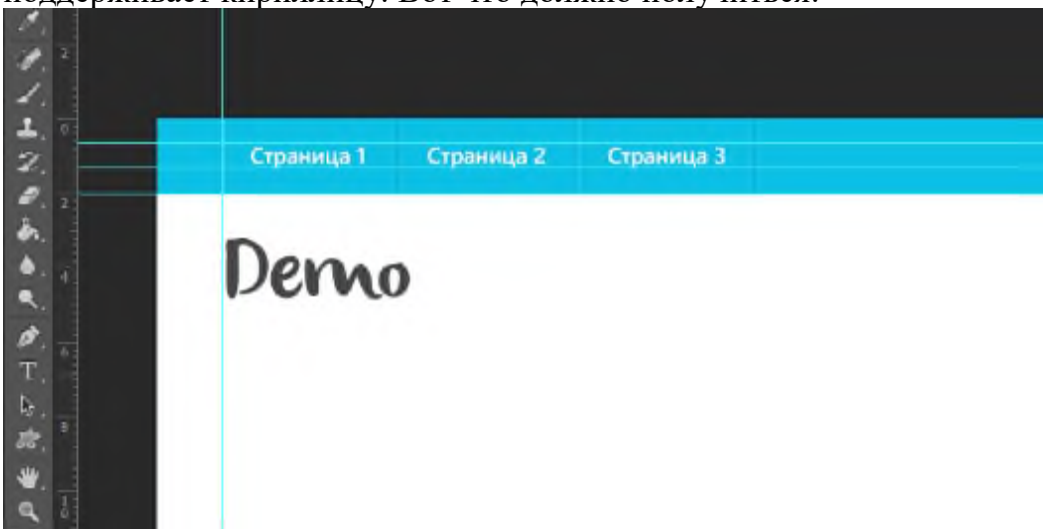 поддерживает кириллицу. Вот что должно получиться:
Страница 1 Страница 2 Страница 3
Demo